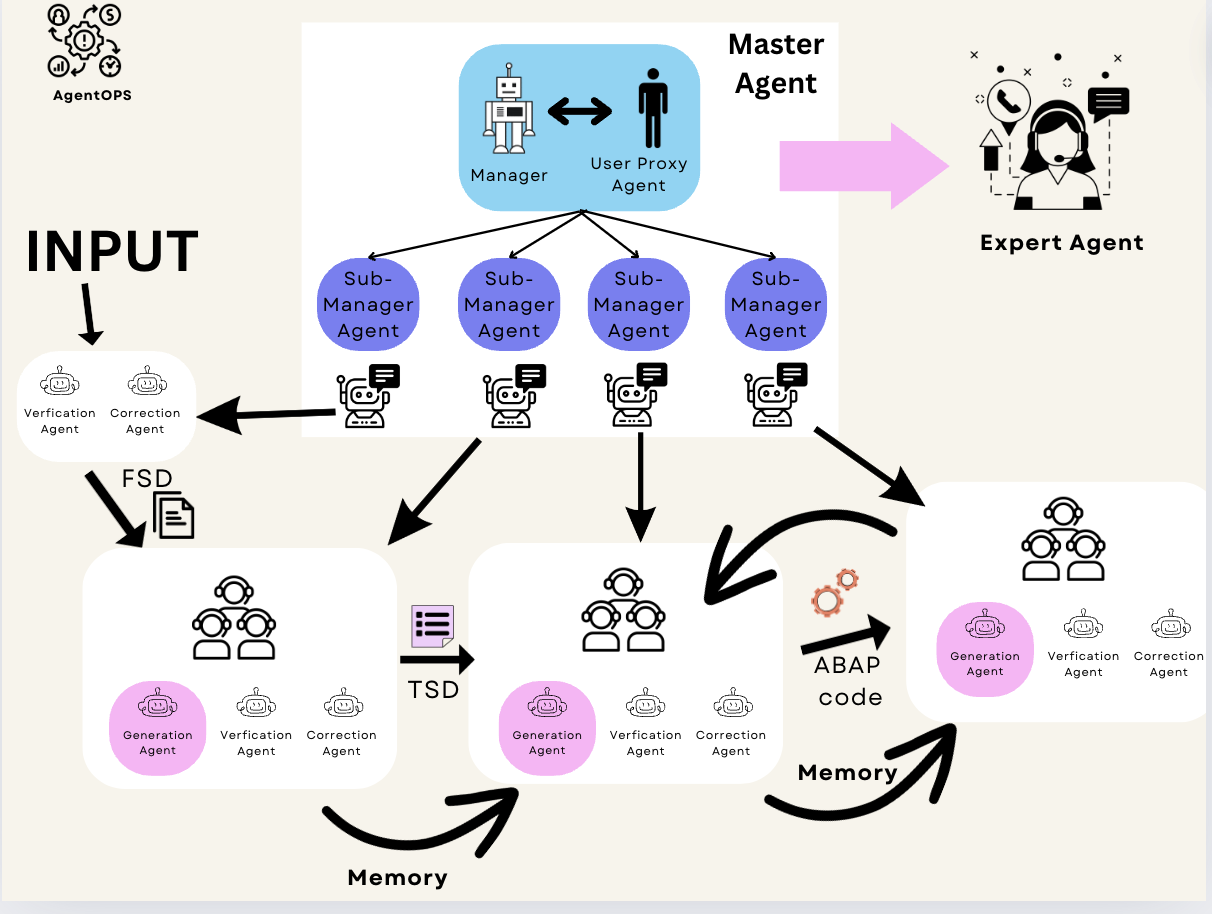 AgentOPS
Master
Agent
Manager
User Proxy
Agent
Expert Agent
INPUT
Sub-
Manager
Agent
Sub-
Manager
Agent
Sub-
Manager
Agent
Sub-
Manager
Agent
Verfication
Agent
Correction
Agent
FSD
Generation
Agent
Verfication
Agent
Correction
Agent
TSD
Generation
Agent
Verfication
Agent
Correction
Agent
ABAP
code
Generation
Agent
Verfication
Agent
Correction
Agent
Memory
Memory